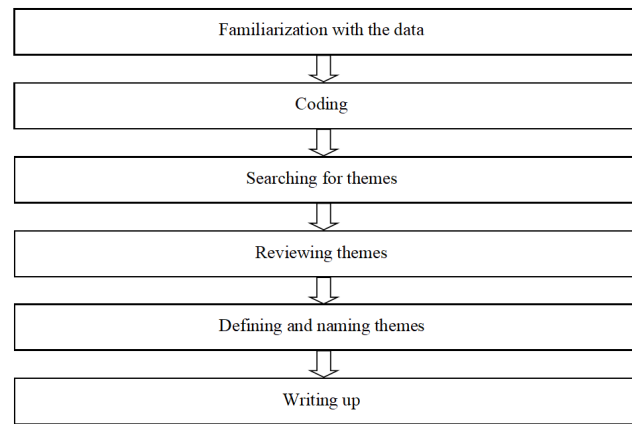 Familiarization with the data
Coding
Searching for themes
Reviewing themes
Defining and naming themes
Writing up